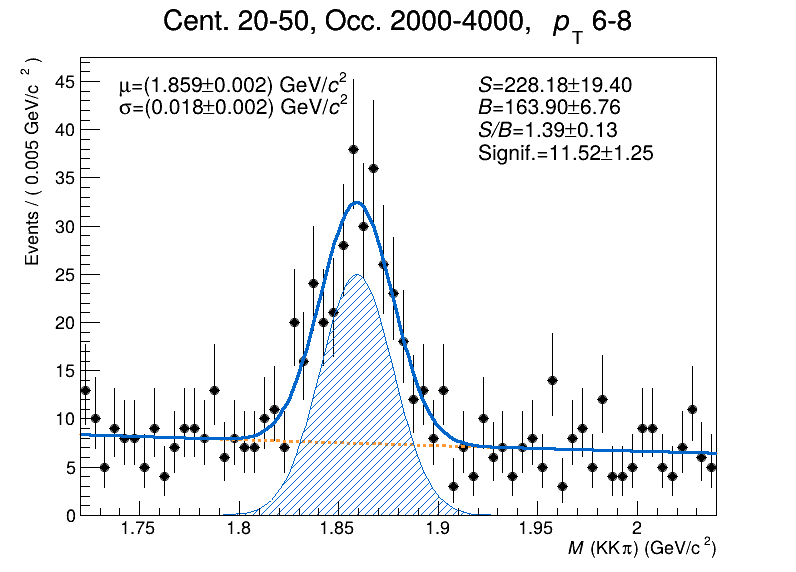 Cent. 20-50, Occ. 2000-4000, pT 6-8
μ=(1.859±0.002) GeV/c²
σ=(0.018±0.002) GeV/c²
S=228.18±19.40
B=163.90±6.76
S/B=1.39±0.13
Signif.=11.52±1.25
Events / ( 0.005 GeV/c² )
45
40
35
30
25
20
15
10
5
0
1.75 1.8 1.85 1.9 1.95 2
M (KKπ) (GeV/c²)